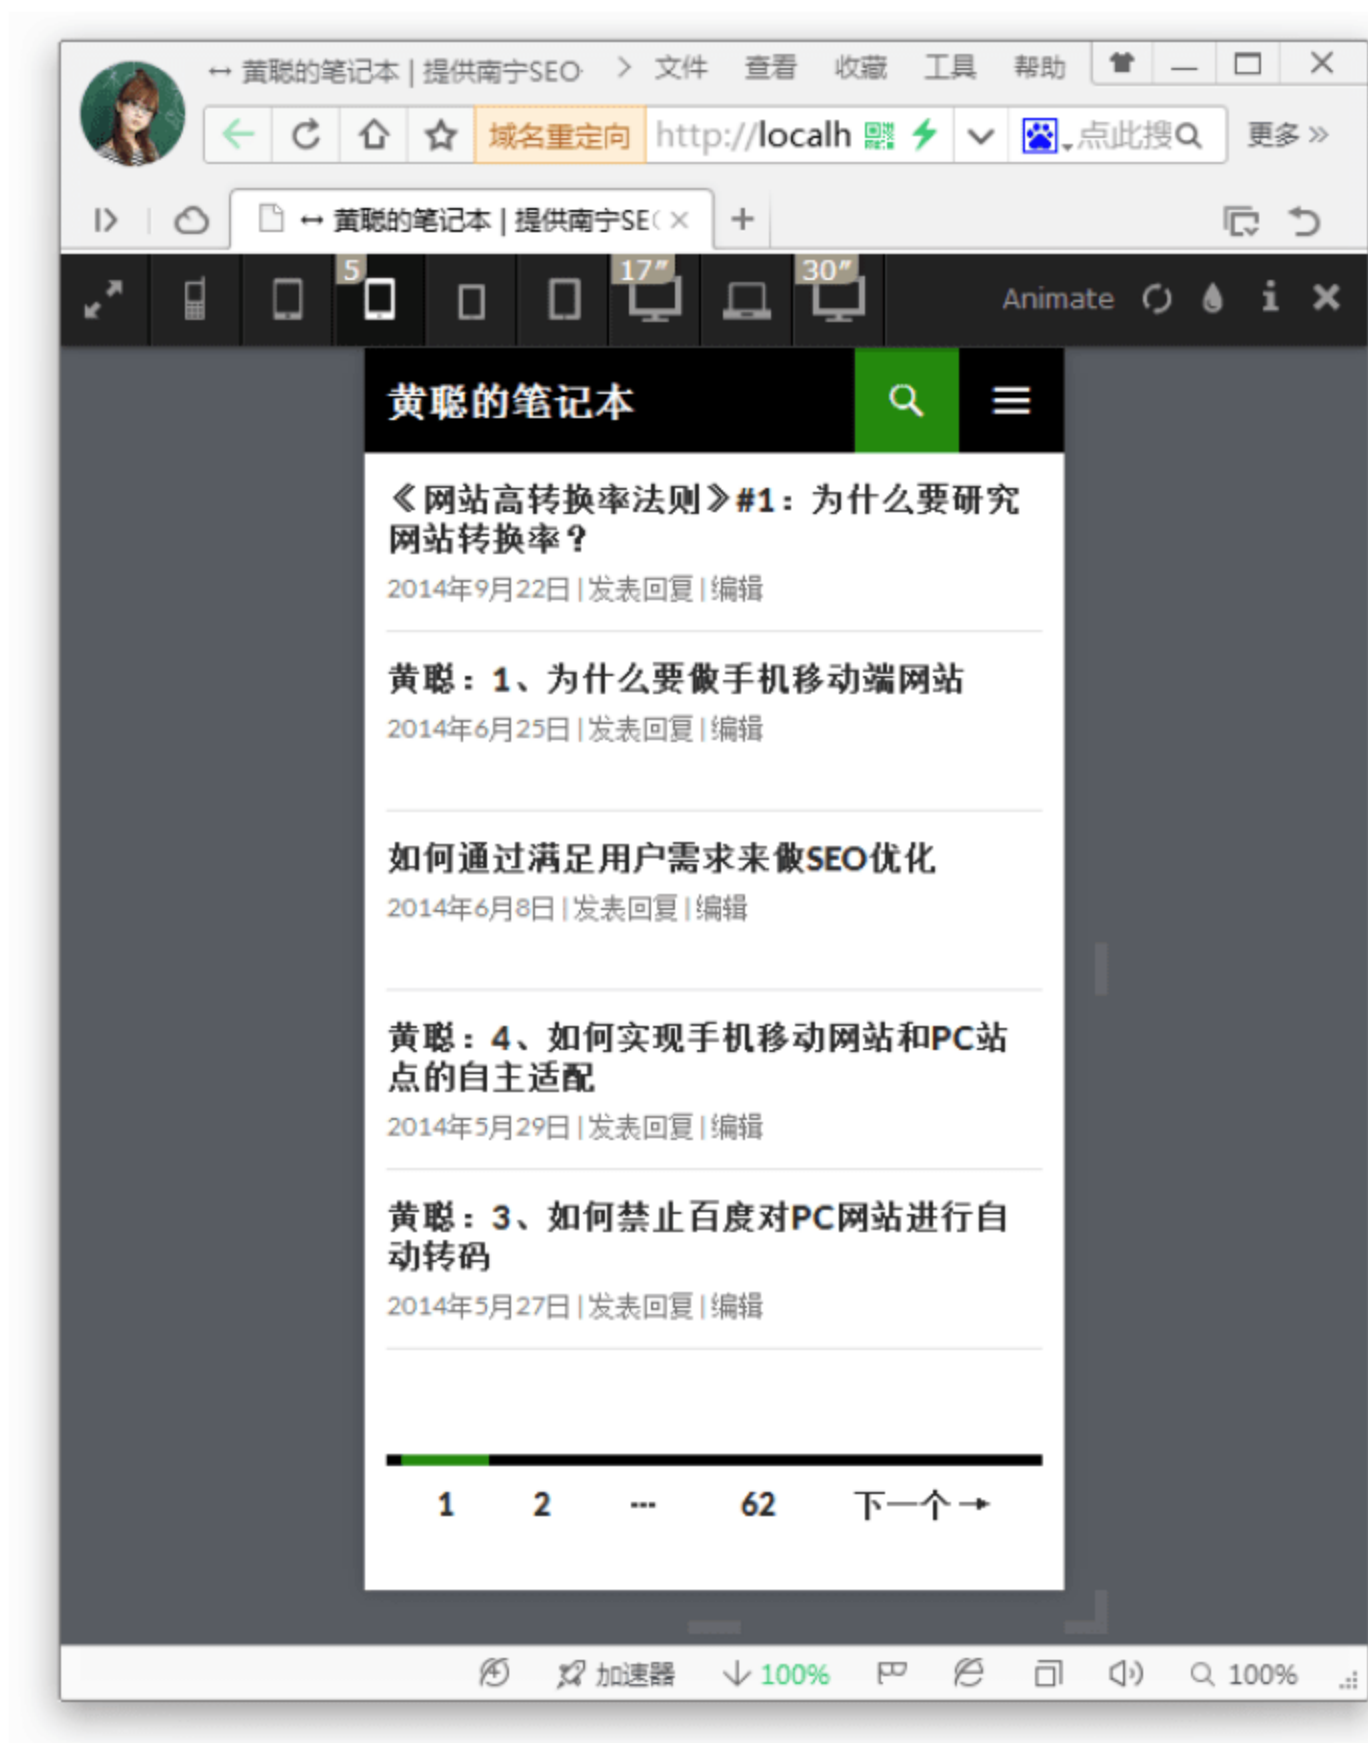 ↔ 黄聪的笔记本 | 提供南宁SEO
文件 查看 收藏 工具 帮助
域名重定向 http://localh 点此搜 更多 »
↔ 黄聪的笔记本 | 提供南宁SE
5 17″ 30″ Animate
黄聪的笔记本
《网站高转换率法则》#1：为什么要研究
网站转换率？
2014年9月22日 | 发表回复 | 编辑
黄聪：1、为什么要做手机移动端网站
2014年6月25日 | 发表回复 | 编辑
如何通过满足用户需求来做SEO优化
2014年6月8日 | 发表回复 | 编辑
黄聪：4、如何实现手机移动网站和PC站
点的自主适配
2014年5月29日 | 发表回复 | 编辑
黄聪：3、如何禁止百度对PC网站进行自
动转码
2014年5月27日 | 发表回复 | 编辑
1 2 … 62 下一个→
加速器 ↓100% 100%